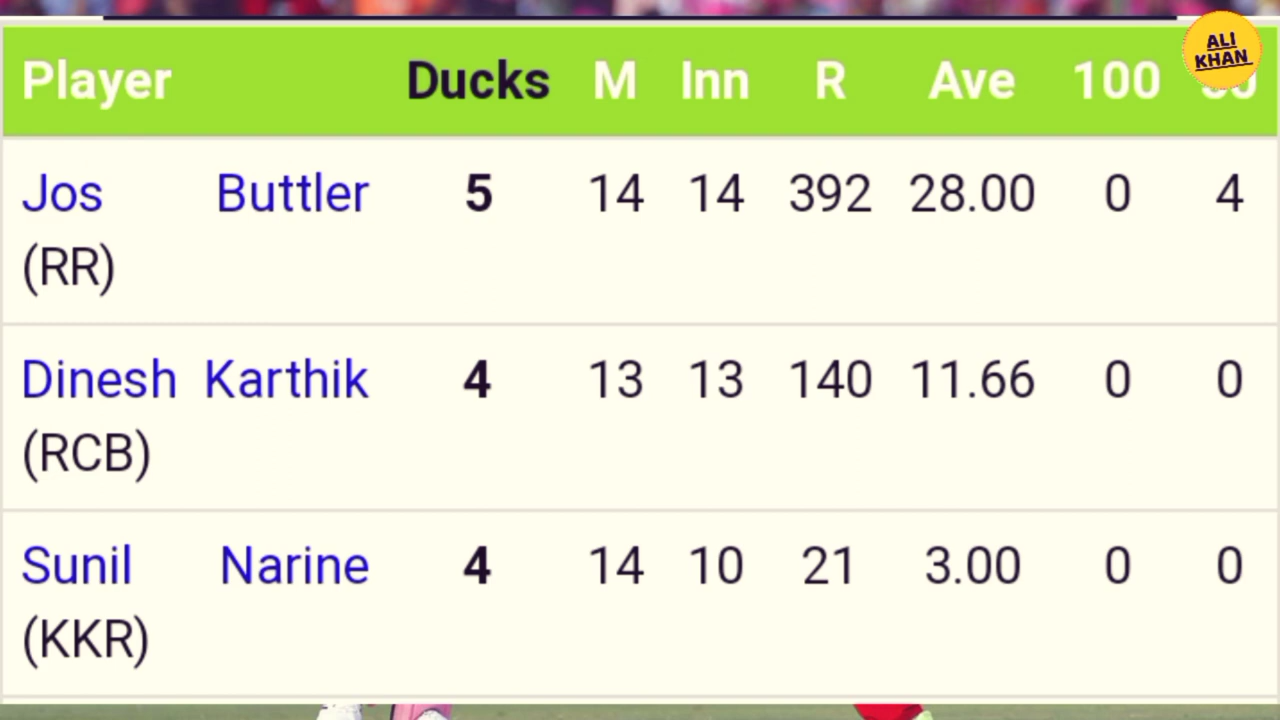 Player Ducks M Inn R Ave 100 50
ALI
KHAN
Jos Buttler 5 14 14 392 28.00 0 4
(RR)
Dinesh Karthik 4 13 13 140 11.66 0 0
(RCB)
Sunil Narine 4 14 10 21 3.00 0 0
(KKR)